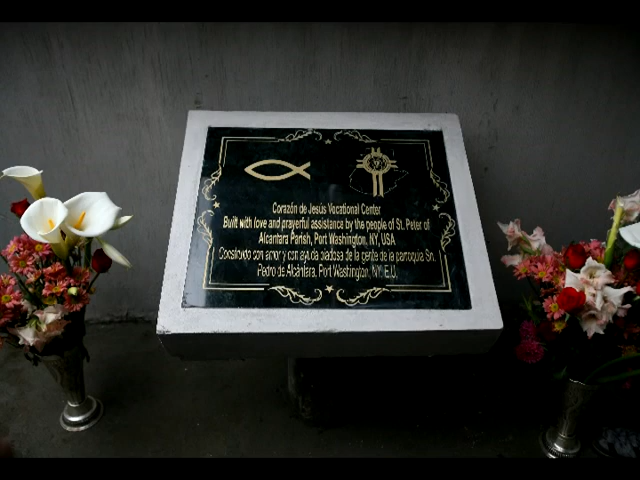 Corazón de Jesús Vocational Center
Built with love and prayerful assistance by the people of St. Peter of
Alcantara Parish, Port Washington, NY, USA
Construido con amor y con ayuda piadosa de la gente de la parroquia Sn.
Pedro de Alcántara, Port Washington, NY, E.U.